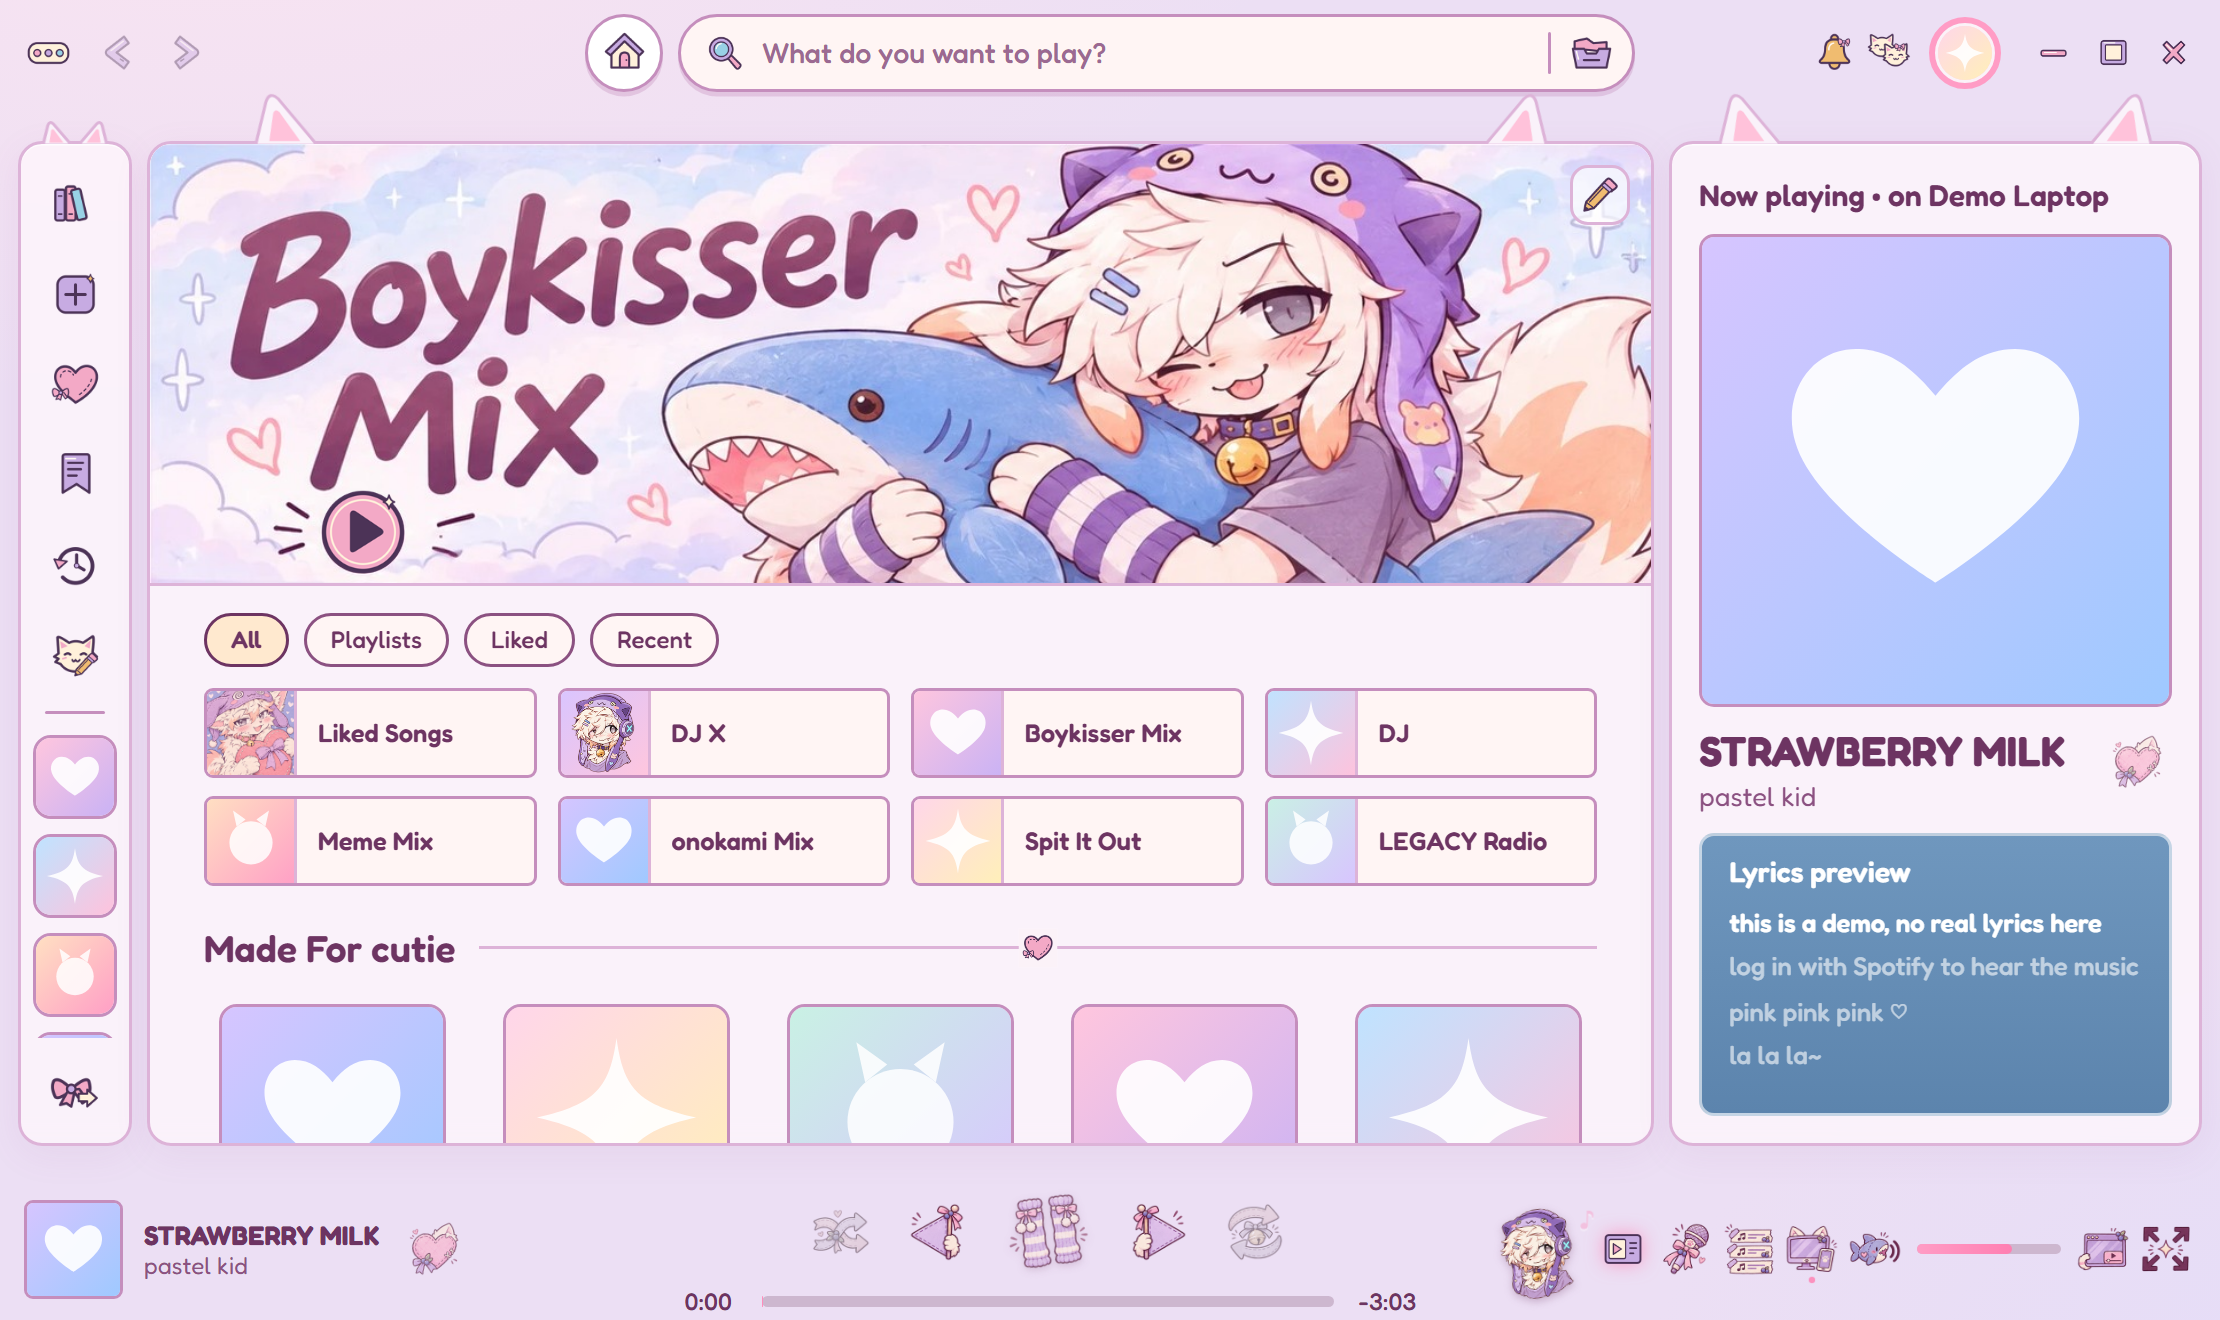 What do you want to play?
Boykisser
Mix
All
Playlists
Liked
Recent
Liked Songs
DJ X
Boykisser Mix
DJ
Meme Mix
onokami Mix
Spit It Out
LEGACY Radio
Made For cutie
Now playing • on Demo Laptop
STRAWBERRY MILK
pastel kid
Lyrics preview
this is a demo, no real lyrics here
log in with Spotify to hear the music
pink pink pink ♡
la la la~
STRAWBERRY MILK
pastel kid
0:00
-3:03